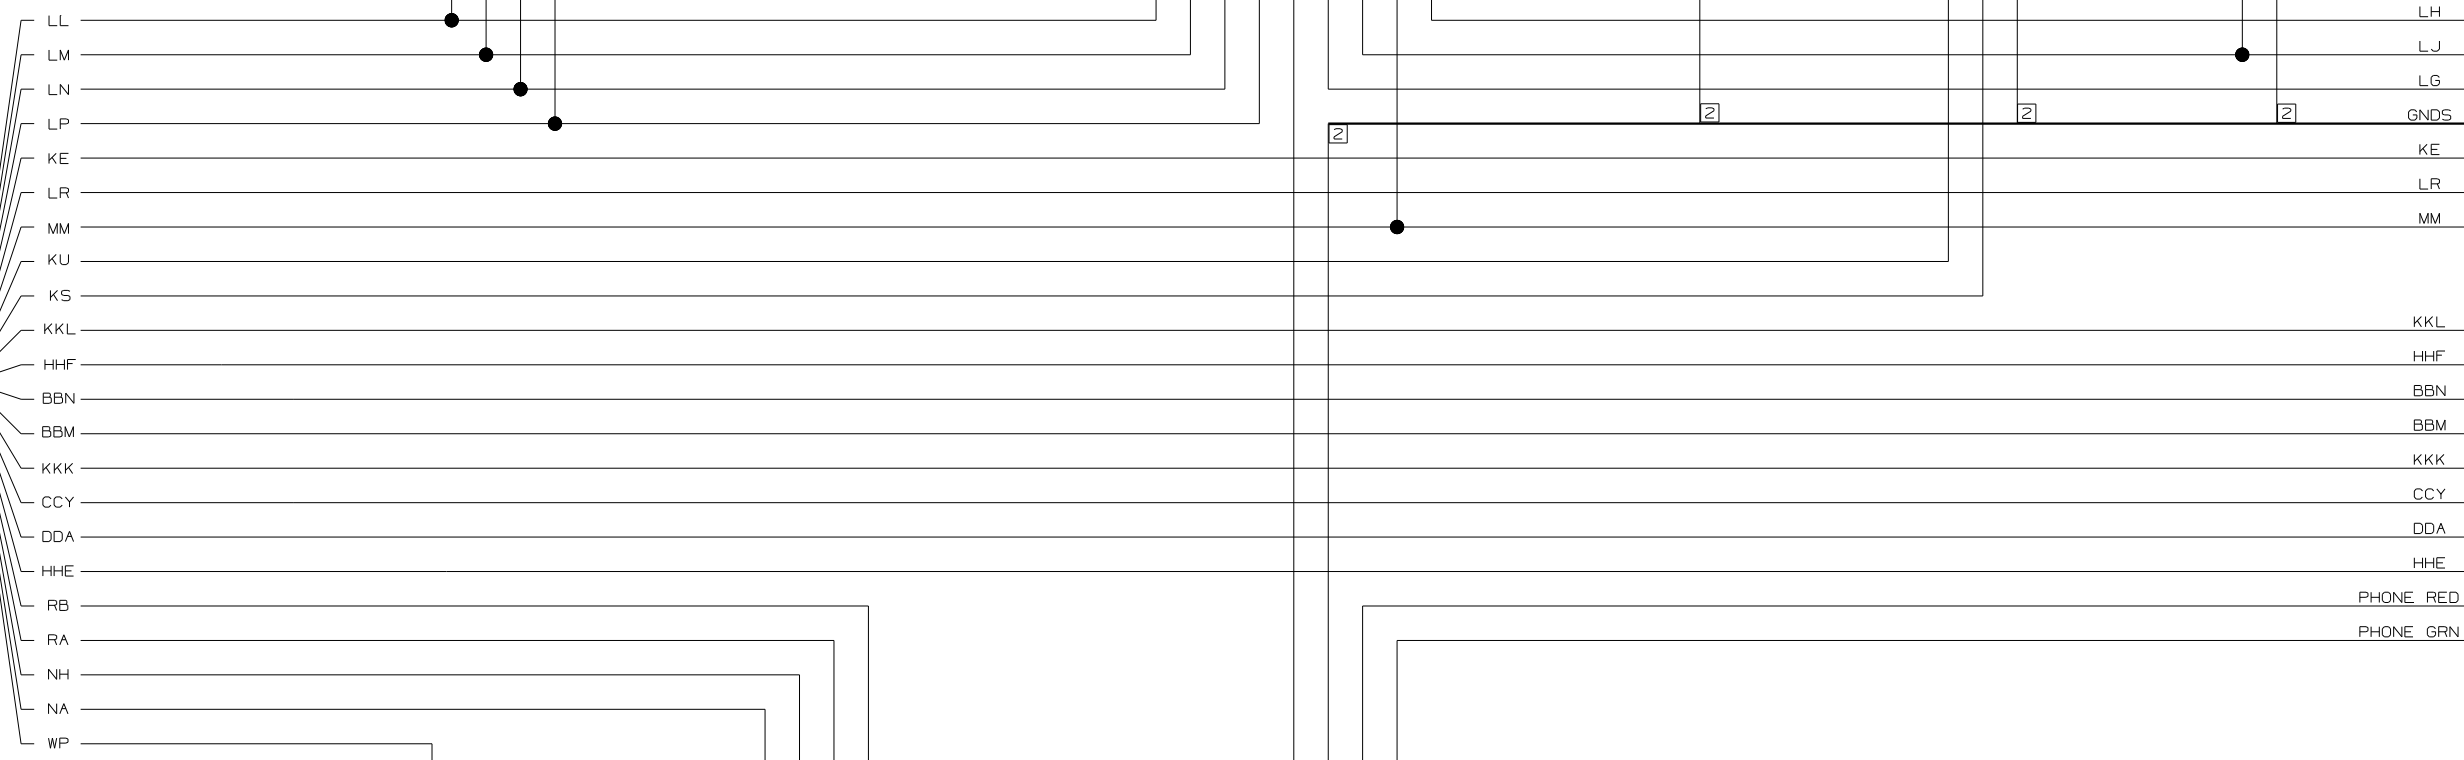 LL LH
LM LJ
LN LG
2 2 2
LP GNDS
2
KE KE
LR LR
MM MM
KU
KS
KKL KKL
HHF HHF
BBN BBN
BBM BBM
KKK KKK
CCY CCY
DDA DDA
HHE HHE
RB PHONE RED
RA PHONE GRN
NH
NA
WP